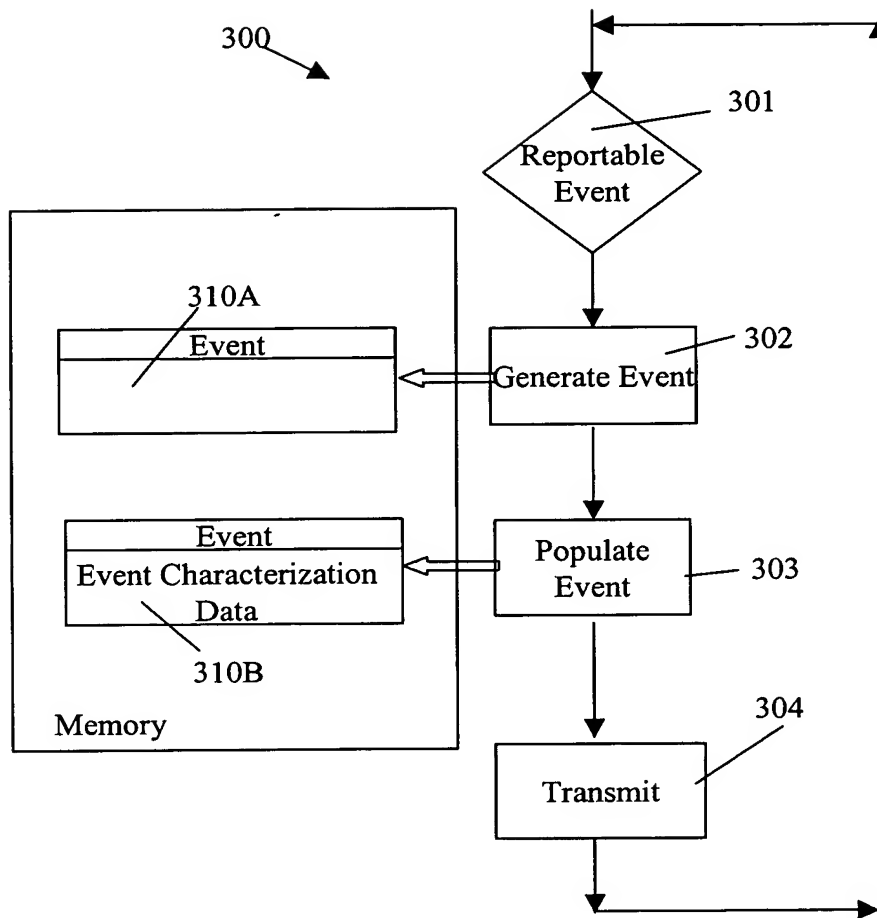 300
301
Reportable
Event
310A
Event
302
Generate Event
Event
Event Characterization
Data
310B
Populate
Event
303
Memory
304
Transmit